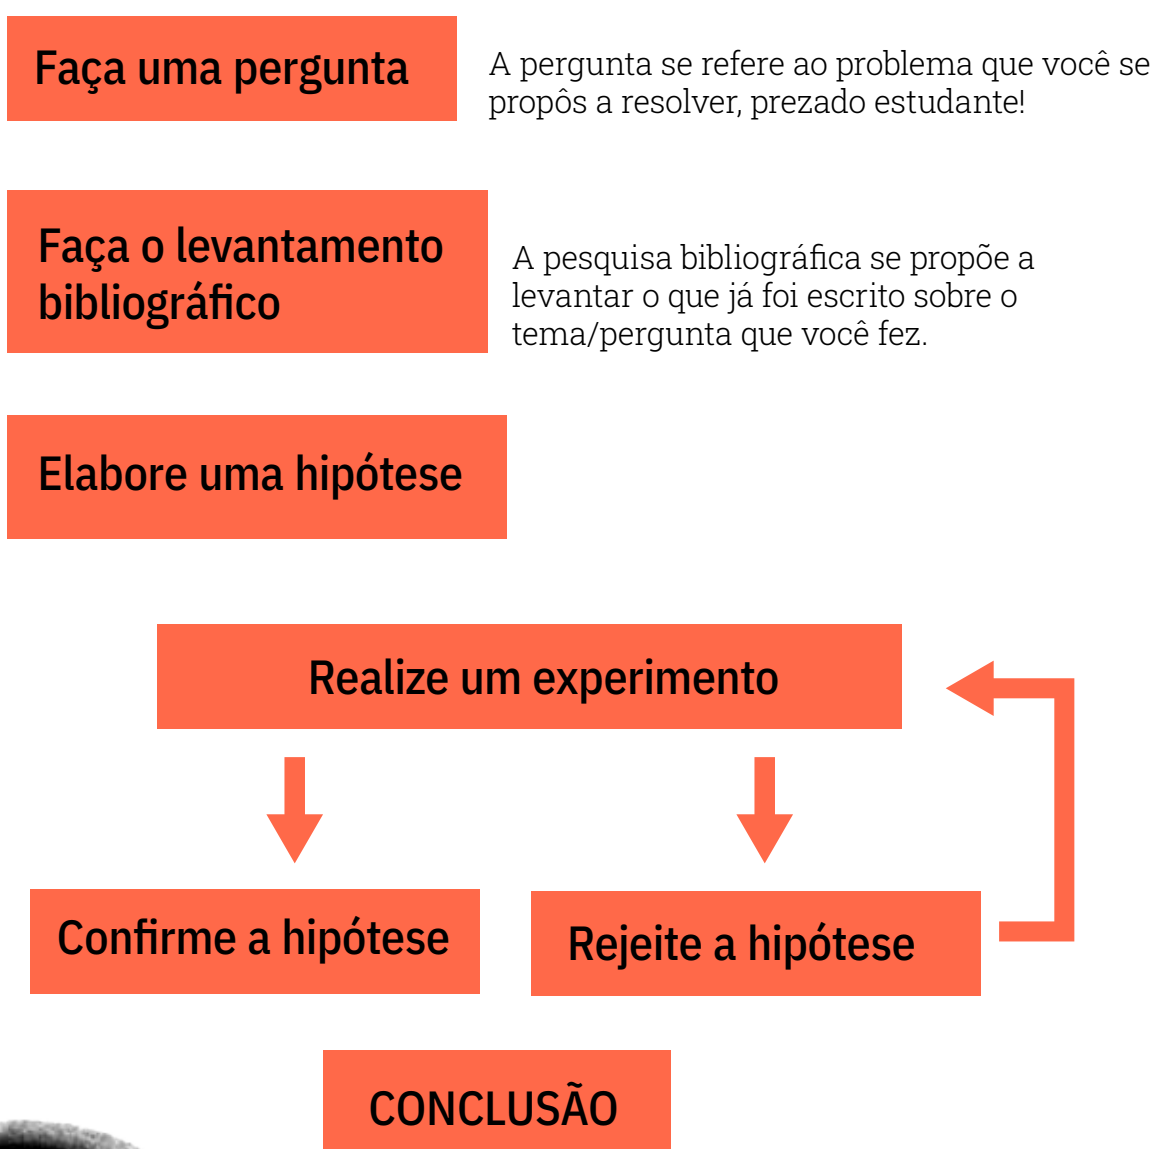 Faça uma pergunta
A pergunta se refere ao problema que você se
propôs a resolver, prezado estudante!
Faça o levantamento
bibliográfico
A pesquisa bibliográfica se propõe a
levantar o que já foi escrito sobre o
tema/pergunta que você fez.
Elabore uma hipótese
Realize um experimento
Confirme a hipótese
Rejeite a hipótese
CONCLUSÃO